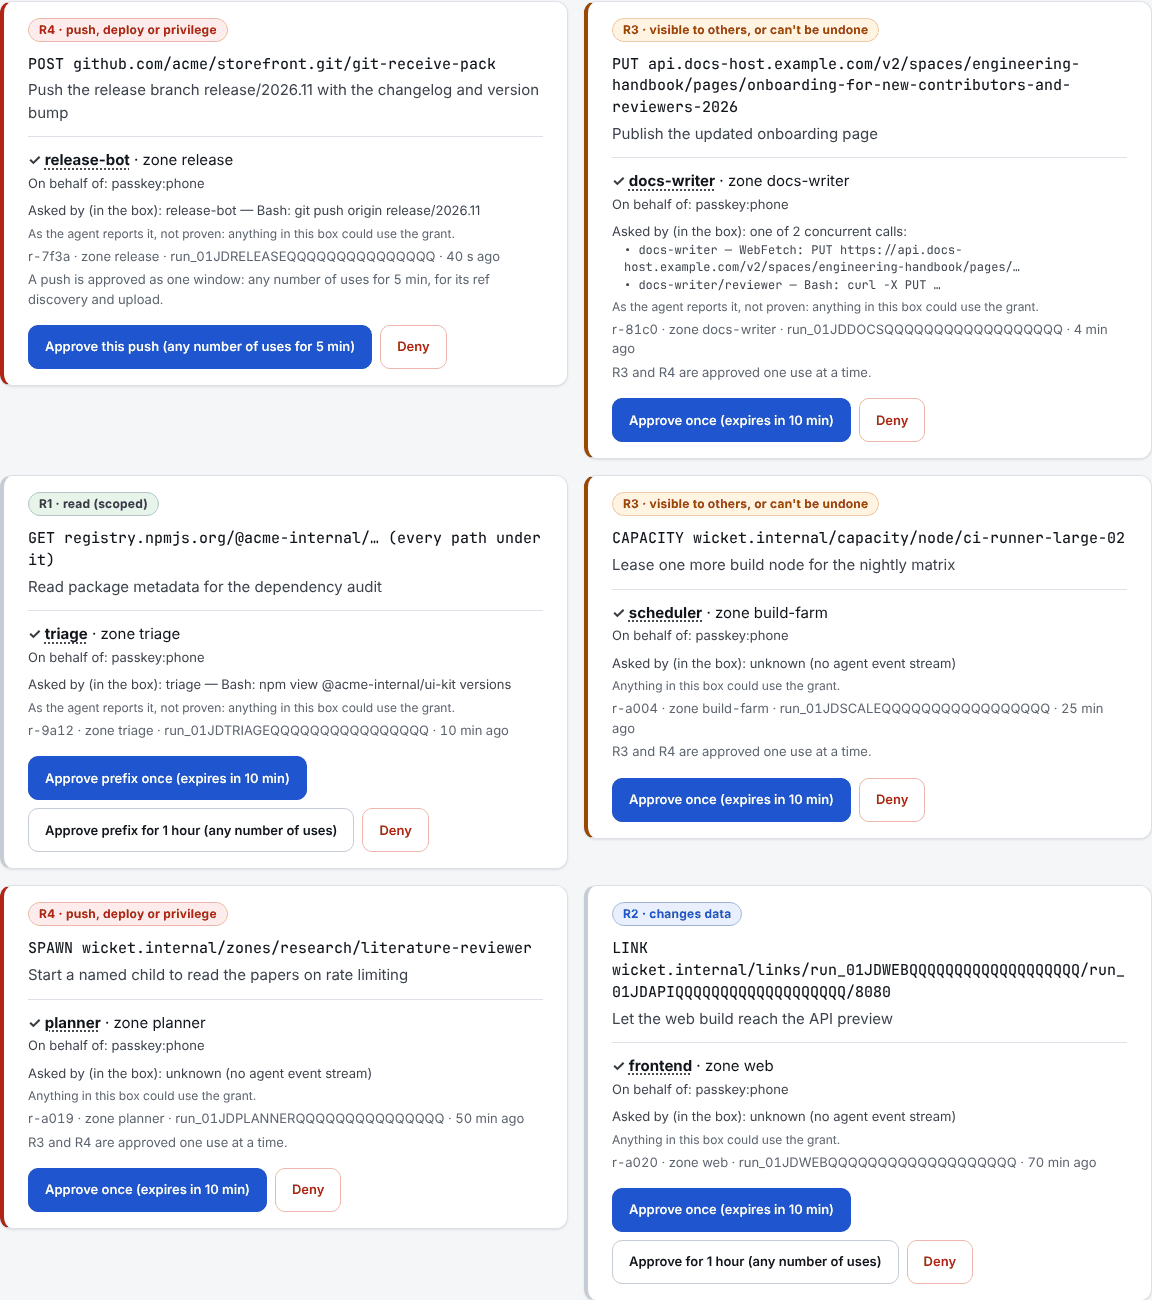 R4 · push, deploy or privilege
POST github.com/acme/storefront.git/git-receive-pack
Push the release branch release/2026.11 with the changelog and version
bump
✓ release-bot · zone release
On behalf of: passkey:phone
Asked by (in the box): release-bot — Bash: git push origin release/2026.11
As the agent reports it, not proven: anything in this box could use the grant.
r-7f3a · zone release · run_01JDRELEASEQQQQQQQQQQQQQQQ · 40 s ago
A push is approved as one window: any number of uses for 5 min, for its ref
discovery and upload.
Approve this push (any number of uses for 5 min)
Deny
R3 · visible to others, or can't be undone
PUT api.docs-host.example.com/v2/spaces/engineering-
handbook/pages/onboarding-for-new-contributors-and-
reviewers-2026
Publish the updated onboarding page
✓ docs-writer · zone docs-writer
On behalf of: passkey:phone
Asked by (in the box): one of 2 concurrent calls:
• docs-writer — WebFetch: PUT https://api.docs-
host.example.com/v2/spaces/engineering-handbook/pages/…
• docs-writer/reviewer — Bash: curl -X PUT …
As the agent reports it, not proven: anything in this box could use the grant.
r-81c0 · zone docs-writer · run_01JDDOCSQQQQQQQQQQQQQQQQQQ · 4 min
ago
R3 and R4 are approved one use at a time.
Approve once (expires in 10 min)
Deny
R1 · read (scoped)
GET registry.npmjs.org/@acme-internal/… (every path under
it)
Read package metadata for the dependency audit
✓ triage · zone triage
On behalf of: passkey:phone
Asked by (in the box): triage — Bash: npm view @acme-internal/ui-kit versions
As the agent reports it, not proven: anything in this box could use the grant.
r-9a12 · zone triage · run_01JDTRIAGEQQQQQQQQQQQQQQQQ · 10 min ago
Approve prefix once (expires in 10 min)
Approve prefix for 1 hour (any number of uses)
Deny
R3 · visible to others, or can't be undone
CAPACITY wicket.internal/capacity/node/ci-runner-large-02
Lease one more build node for the nightly matrix
✓ scheduler · zone build-farm
On behalf of: passkey:phone
Asked by (in the box): unknown (no agent event stream)
Anything in this box could use the grant.
r-a004 · zone build-farm · run_01JDSCALEQQQQQQQQQQQQQQQQQ · 25 min
ago
R3 and R4 are approved one use at a time.
Approve once (expires in 10 min)
Deny
R4 · push, deploy or privilege
SPAWN wicket.internal/zones/research/literature-reviewer
Start a named child to read the papers on rate limiting
✓ planner · zone planner
On behalf of: passkey:phone
Asked by (in the box): unknown (no agent event stream)
Anything in this box could use the grant.
r-a019 · zone planner · run_01JDPLANNERQQQQQQQQQQQQQQQ · 50 min ago
R3 and R4 are approved one use at a time.
Approve once (expires in 10 min)
Deny
R2 · changes data
LINK
wicket.internal/links/run_01JDWEBQQQQQQQQQQQQQQQQQQQ/run_
01JDAPIQQQQQQQQQQQQQQQQQQQ/8080
Let the web build reach the API preview
✓ frontend · zone web
On behalf of: passkey:phone
Asked by (in the box): unknown (no agent event stream)
Anything in this box could use the grant.
r-a020 · zone web · run_01JDWEBQQQQQQQQQQQQQQQQQQQ · 70 min ago
Approve once (expires in 10 min)
Approve for 1 hour (any number of uses)
Deny